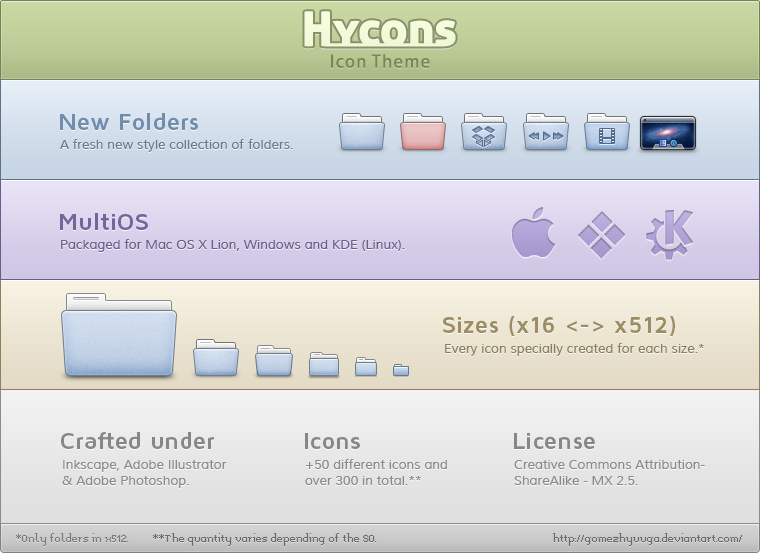 Hycons
Icon Theme
New Folders
A fresh new style collection of folders.
MultiOS
Packaged for Mac OS X Lion, Windows and KDE (Linux).
Sizes (x16 <-> x512)
Every icon specially created for each size.*
Crafted under
Inkscape, Adobe Illustrator
& Adobe Photoshop.
Icons
+50 different icons and
over 300 in total.**
License
Creative Commons Attribution-
ShareAlike - MX 2.5.
*Only folders in x512.
**The quantity varies depending of the SO.
http://gomezhyuuga.deviantart.com/